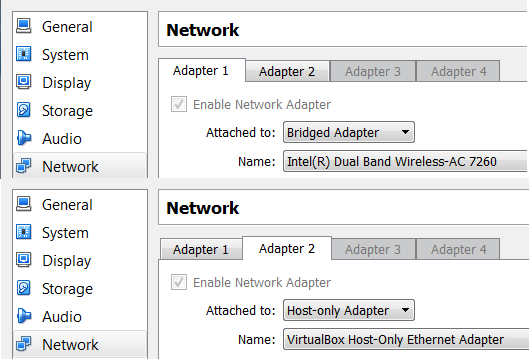 General
System
Display
Storage
Audio
Network
Network
Adapter 1 Adapter 2 Adapter 3 Adapter 4
Enable Network Adapter
Attached to: Bridged Adapter
Name: Intel(R) Dual Band Wireless-AC 7260
General
System
Display
Storage
Audio
Network
Network
Adapter 1 Adapter 2 Adapter 3 Adapter 4
Enable Network Adapter
Attached to: Host-only Adapter
Name: VirtualBox Host-Only Ethernet Adapter